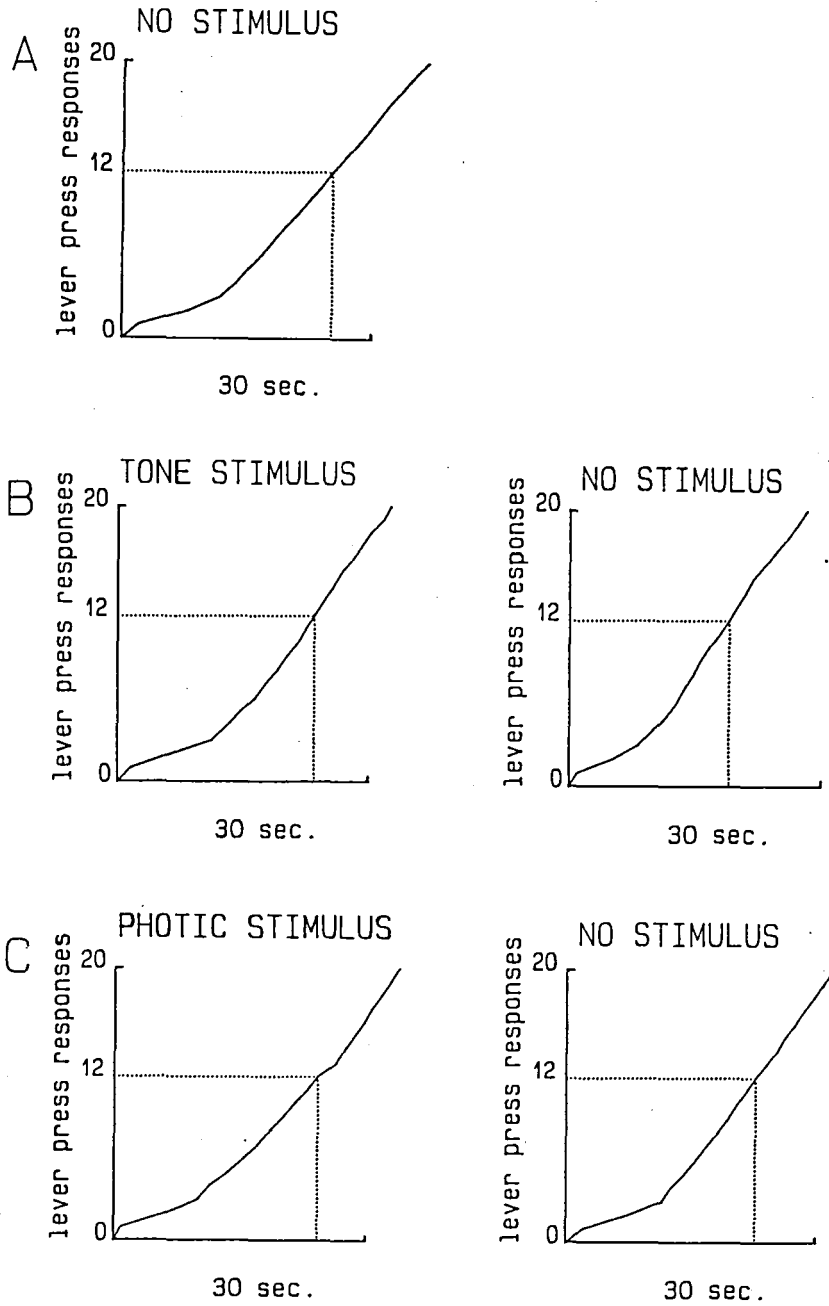 A
NO STIMULUS
lever press responses
20
12
0
30 sec.
B
TONE STIMULUS
lever press responses
20
12
0
30 sec.
NO STIMULUS
lever press responses
20
12
0
30 sec.
C
PHOTIC STIMULUS
lever press responses
20
12
0
30 sec.
NO STIMULUS
lever press responses
20
12
0
30 sec.